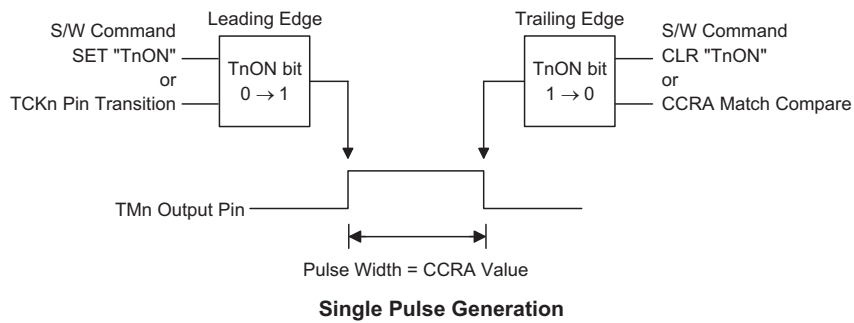 Leading Edge
S/W Command
SET "TnON"
or
TCKn Pin Transition
TnON bit
0 → 1
Trailing Edge
TnON bit
1 → 0
S/W Command
CLR "TnON"
or
CCRA Match Compare
TMn Output Pin
Pulse Width = CCRA Value
Single Pulse Generation